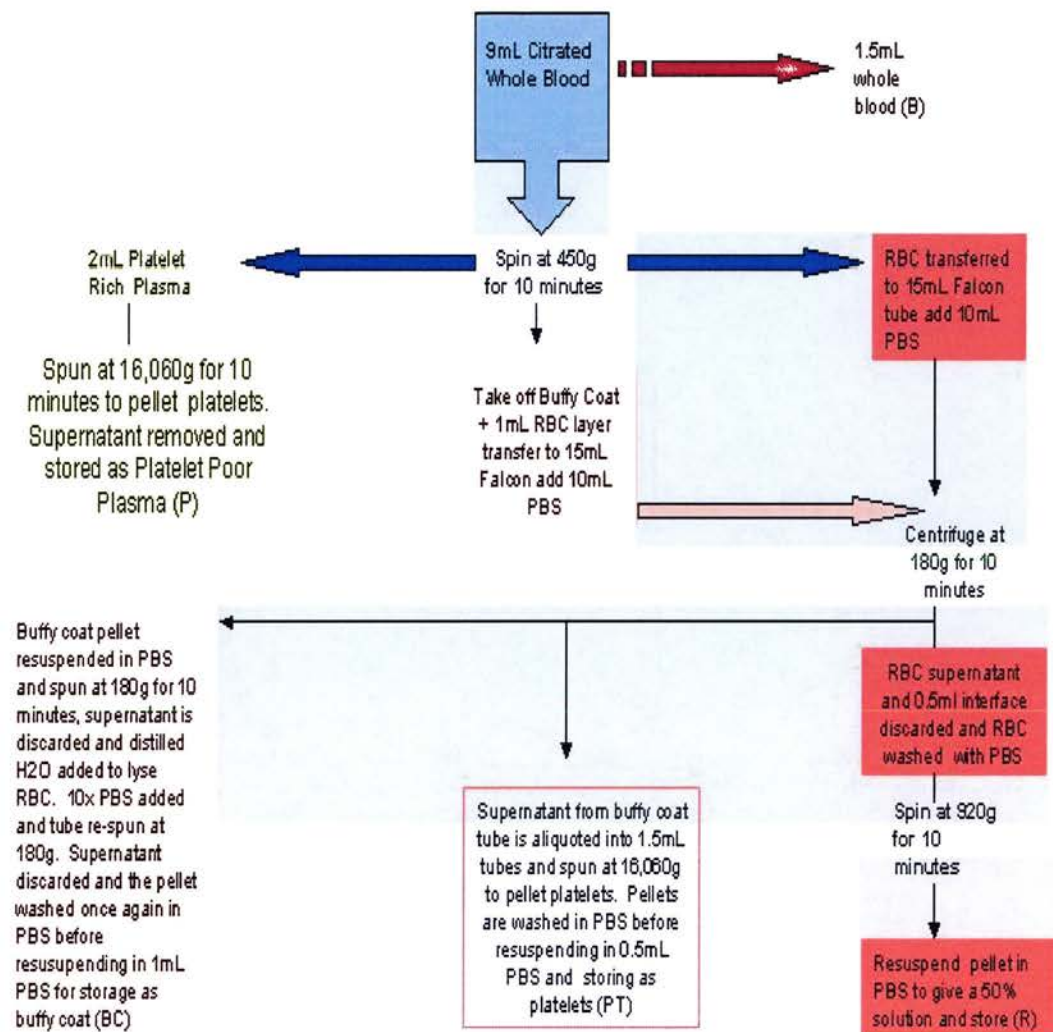 9mL Citrated
Whole Blood
1.5mL
whole
blood (B)
2mL Platelet
Rich Plasma
Spin at 450g
for 10 minutes
RBC transferred
to 15mL Falcon
tube add 10mL
PBS
Spun at 16,060g for 10
minutes to pellet platelets.
Supernatant removed and
stored as Platelet Poor
Plasma (P)
Take off Buffy Coat
+ 1mL RBC layer
transfer to 15mL
Falcon add 10mL
PBS
Centrifuge at
180g for 10
minutes
Buffy coat pellet
resuspended in PBS
and spun at 180g for 10
minutes, supernatant is
discarded and distilled
H2O added to lyse
RBC. 10x PBS added
and tube re-spun at
180g. Supernatant
discarded and the pellet
washed once again in
PBS before
resusupending in 1mL
PBS for storage as
buffy coat (BC)
Supernatant from buffy coat
tube is aliquoted into 1.5mL
tubes and spun at 16,060g
to pellet platelets. Pellets
are washed in PBS before
resuspending in 0.5mL
PBS and storing as
platelets (PT)
RBC supernatant
and 0.5ml interface
discarded and RBC
washed with PBS
Spin at 920g
for 10
minutes
Resuspend pellet in
PBS to give a 50%
solution and store (R)